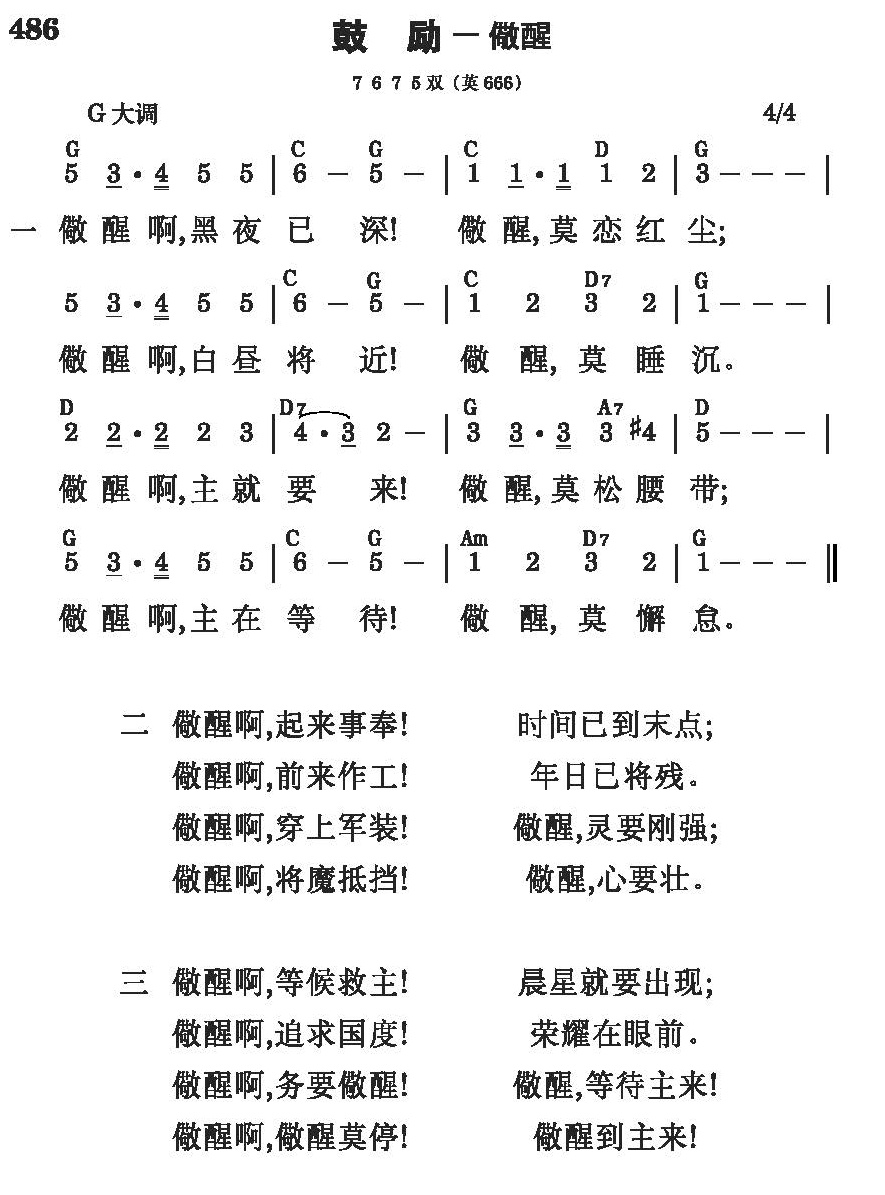 486
鼓 励 — 儆醒
7 6 7 5 双 (英 666)
G 大调 4/4
G C G C D G
5 3 · 4 5 5 | 6 – 5 – | 1 1 · 1 1 2 | 3 – – – |
一 儆 醒 啊, 黑 夜 已 深! 儆 醒, 莫 恋 红 尘;
C G C D7 G
5 3 · 4 5 5 | 6 – 5 – | 1 2 3 2 | 1 – – – |
儆 醒 啊, 白 昼 将 近! 儆 醒, 莫 睡 沉。
D D7 G A7 D
2 2 · 2 2 3 | 4 · 3 2 – | 3 3 · 3 3 #4 | 5 – – – |
儆 醒 啊, 主 就 要 来! 儆 醒, 莫 松 腰 带;
G C G Am D7 G
5 3 · 4 5 5 | 6 – 5 – | 1 2 3 2 | 1 – – – ‖
儆 醒 啊, 主 在 等 待! 儆 醒, 莫 懈 怠。
二 儆醒啊,起来事奉! 时间已到末点;
儆醒啊,前来作工! 年日已将残。
儆醒啊,穿上军装! 儆醒,灵要刚强;
儆醒啊,将魔抵挡! 儆醒,心要壮。
三 儆醒啊,等候救主! 晨星就要出现;
儆醒啊,追求国度! 荣耀在眼前。
儆醒啊,务要儆醒! 儆醒,等待主来!
儆醒啊,儆醒莫停! 儆醒到主来!